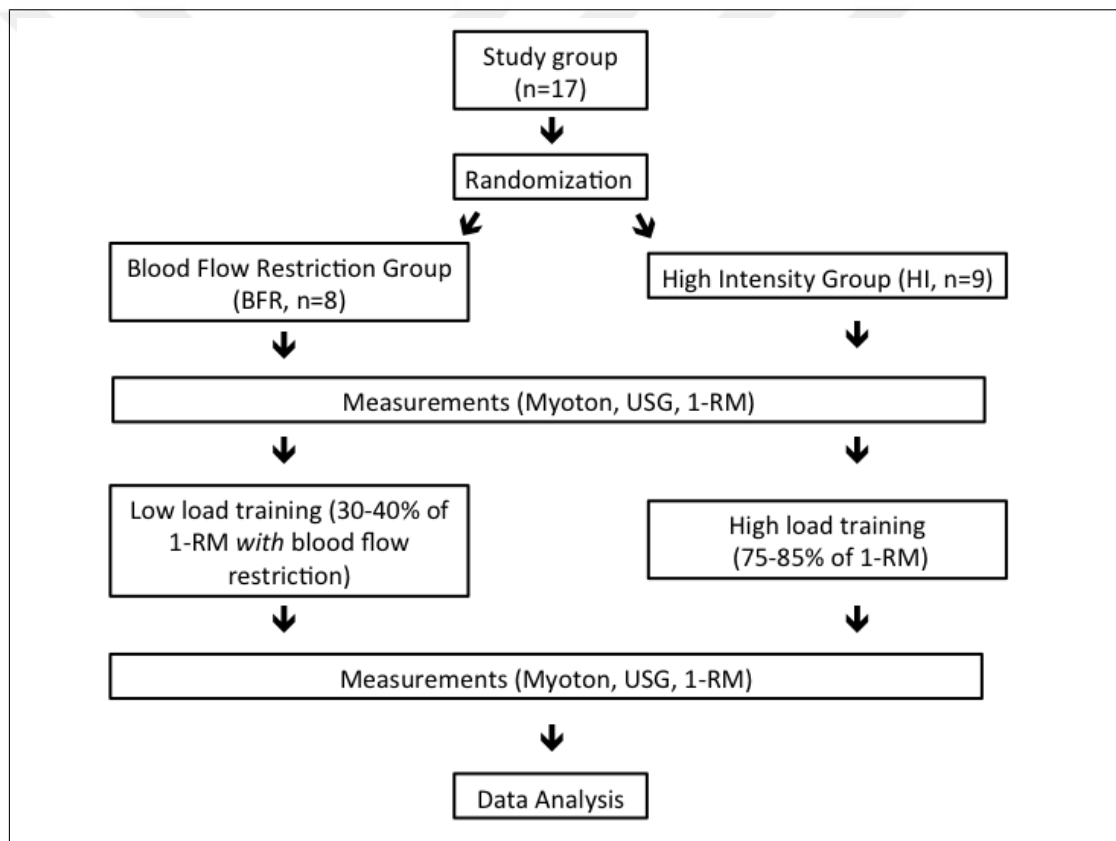 Study group
(n=17)
Randomization
Blood Flow Restriction Group
(BFR, n=8)
High Intensity Group (HI, n=9)
Measurements (Myoton, USG, 1-RM)
Low load training (30-40% of
1-RM with blood flow
restriction)
High load training
(75-85% of 1-RM)
Measurements (Myoton, USG, 1-RM)
Data Analysis